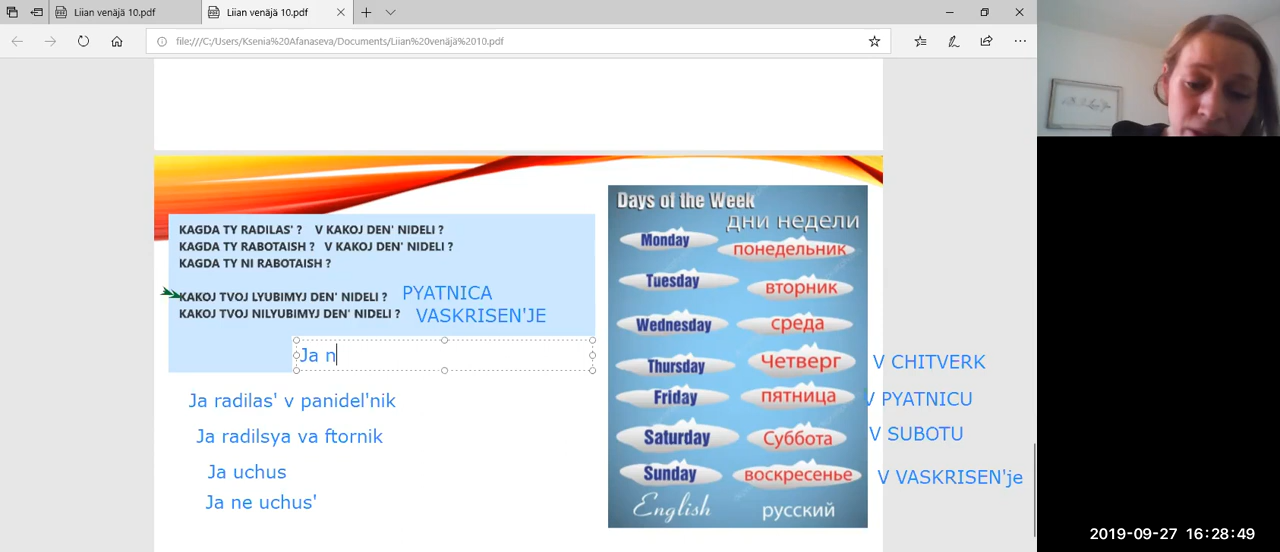 Liian venäjä 10.pdf
Liian venäjä 10.pdf
file:///C:/Users/Ksenia%20Afanaseva/Documents/Liian%20venäjä%2010.pdf
KAGDA TY RADILAS' ? V KAKOJ DEN' NIDELI ?
KAGDA TY RABOTAISH ? V KAKOJ DEN' NIDELI ?
KAGDA TY NI RABOTAISH ?
KAKOJ TVOJ LYUBIMYJ DEN' NIDELI ? PYATNICA
KAKOJ TVOJ NILYUBIMYJ DEN' NIDELI ? VASKRISEN'JE
Ja n
Ja radilas' v panidel'nik
Ja radilsya va ftornik
Ja uchus
Ja ne uchus'
Days of the Week
дни недели
Monday понедельник
Tuesday вторник
Wednesday среда
Thursday Четверг V CHITVERK
Friday пятница V PYATNICU
Saturday Суббота V SUBOTU
Sunday воскресенье V VASKRISEN'je
English русский
2019-09-27 16:28:49